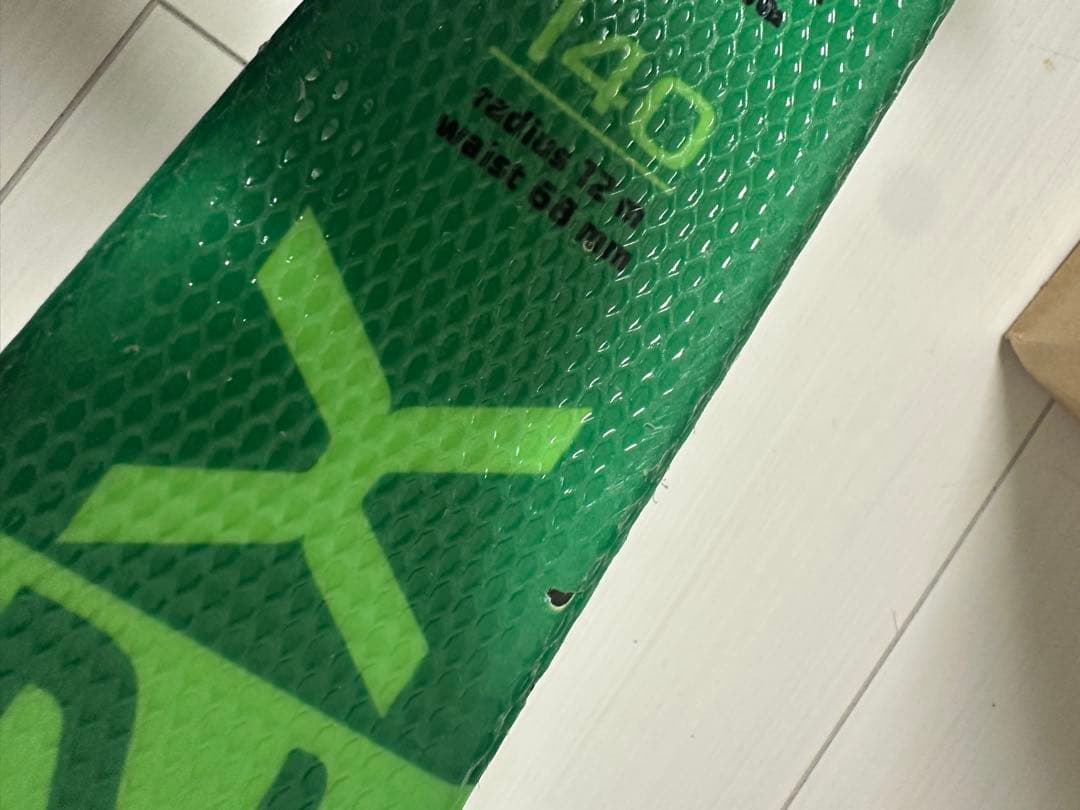 140
radius 12 m
waist 68 mm
X